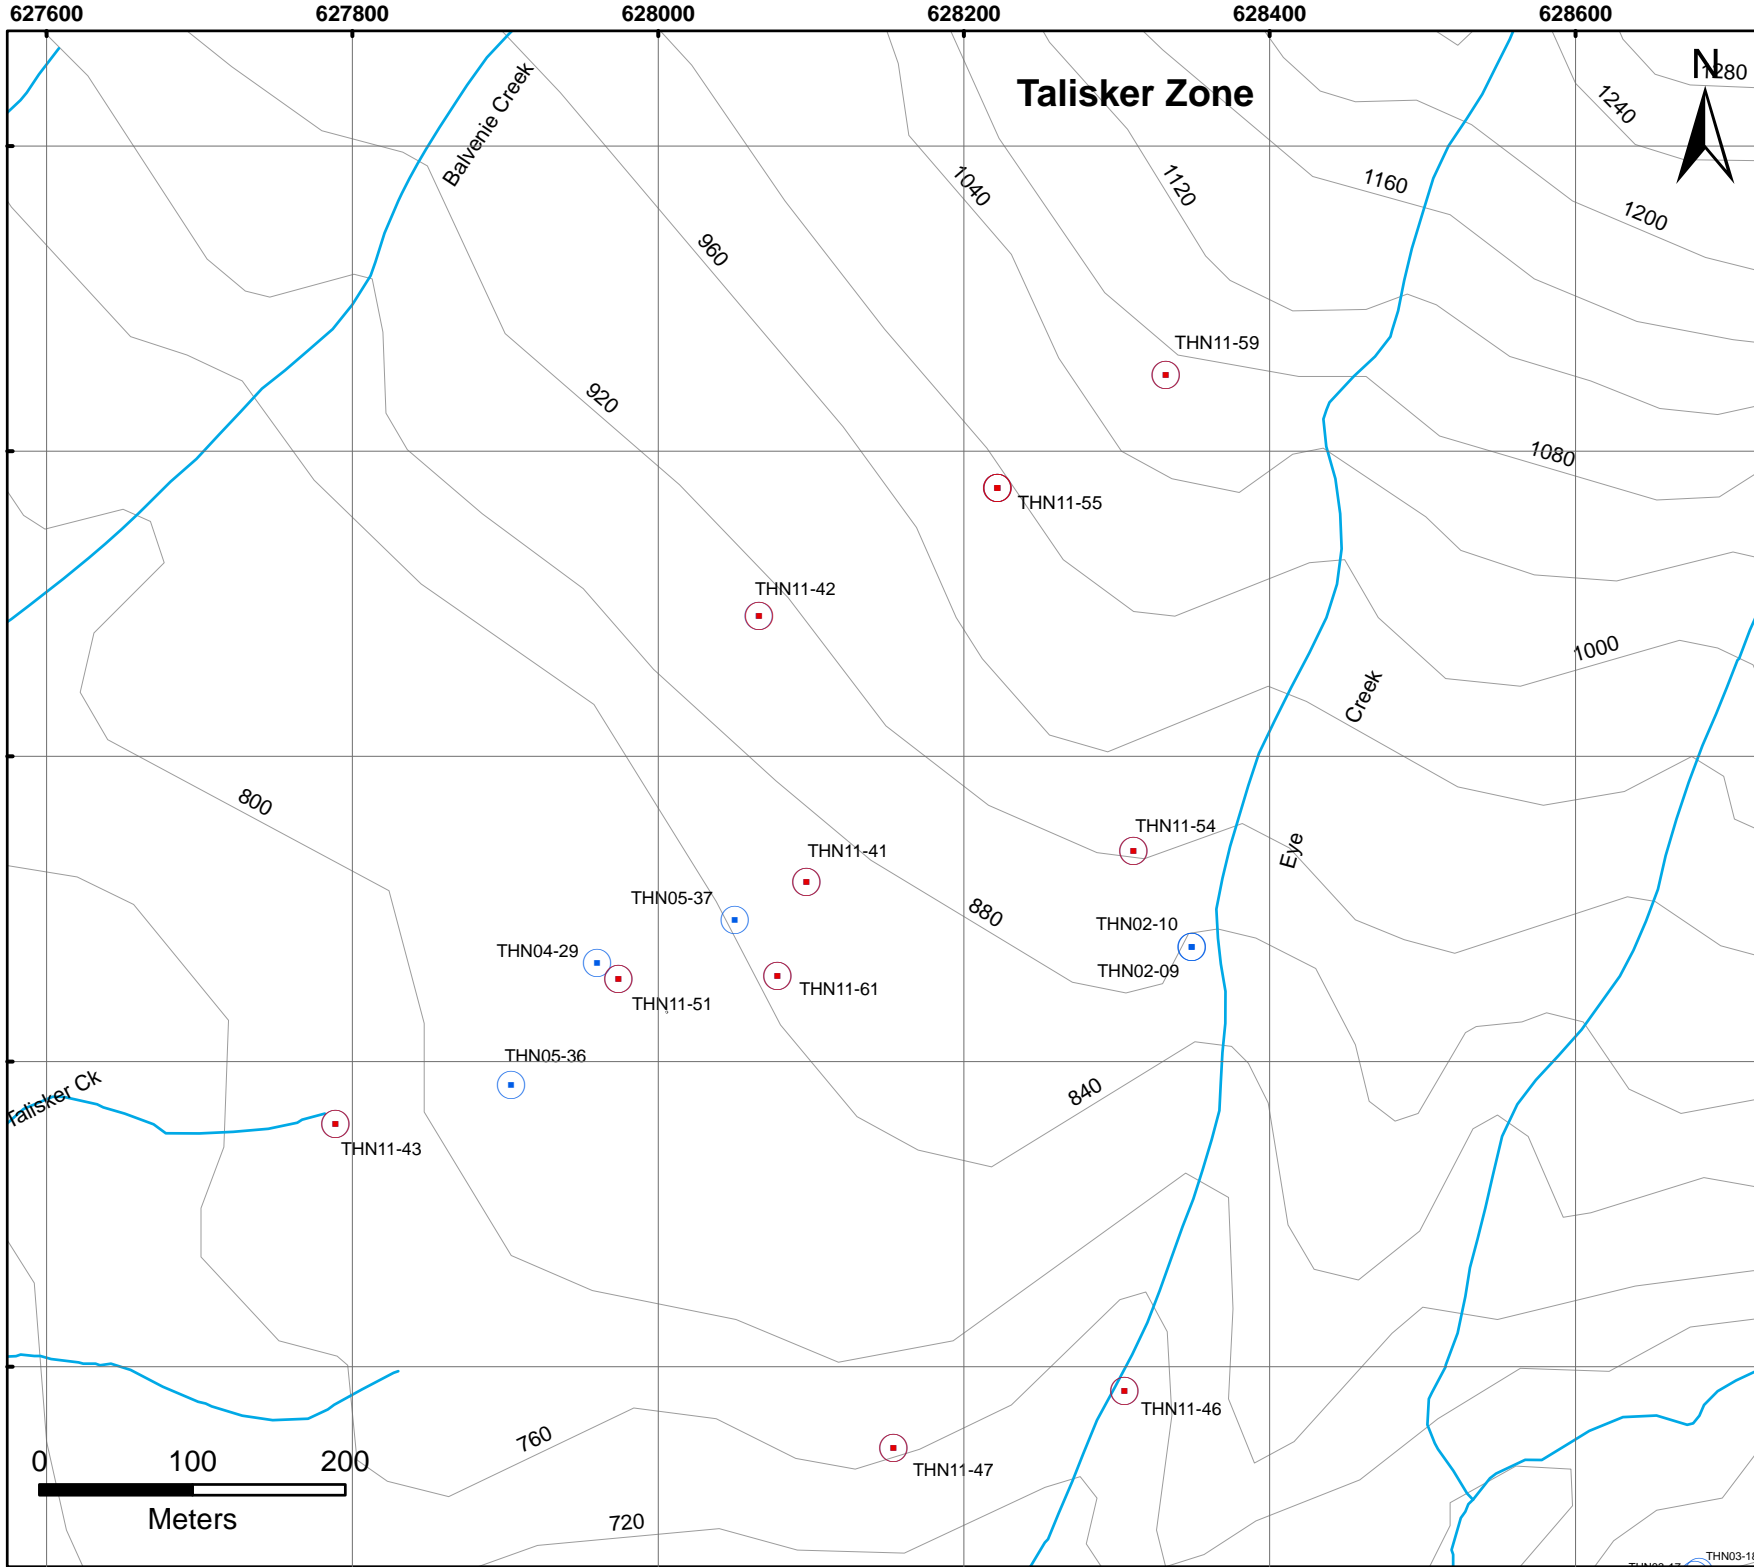 627600 627800 628000 628200 628400 628600
N
Talisker Zone
1280
1240
Balvenie Creek
1040
1120
1160
1200
960
THN11-59
920
1080
THN11-55
THN11-42
1000
Creek
800
THN11-54
Eye
THN11-41
THN05-37
880
THN02-10
THN04-29
THN02-09
THN11-61
THN11-51
THN05-36
840
Talisker Ck
THN11-43
THN11-46
760
0 100 200
THN11-47
Meters
720